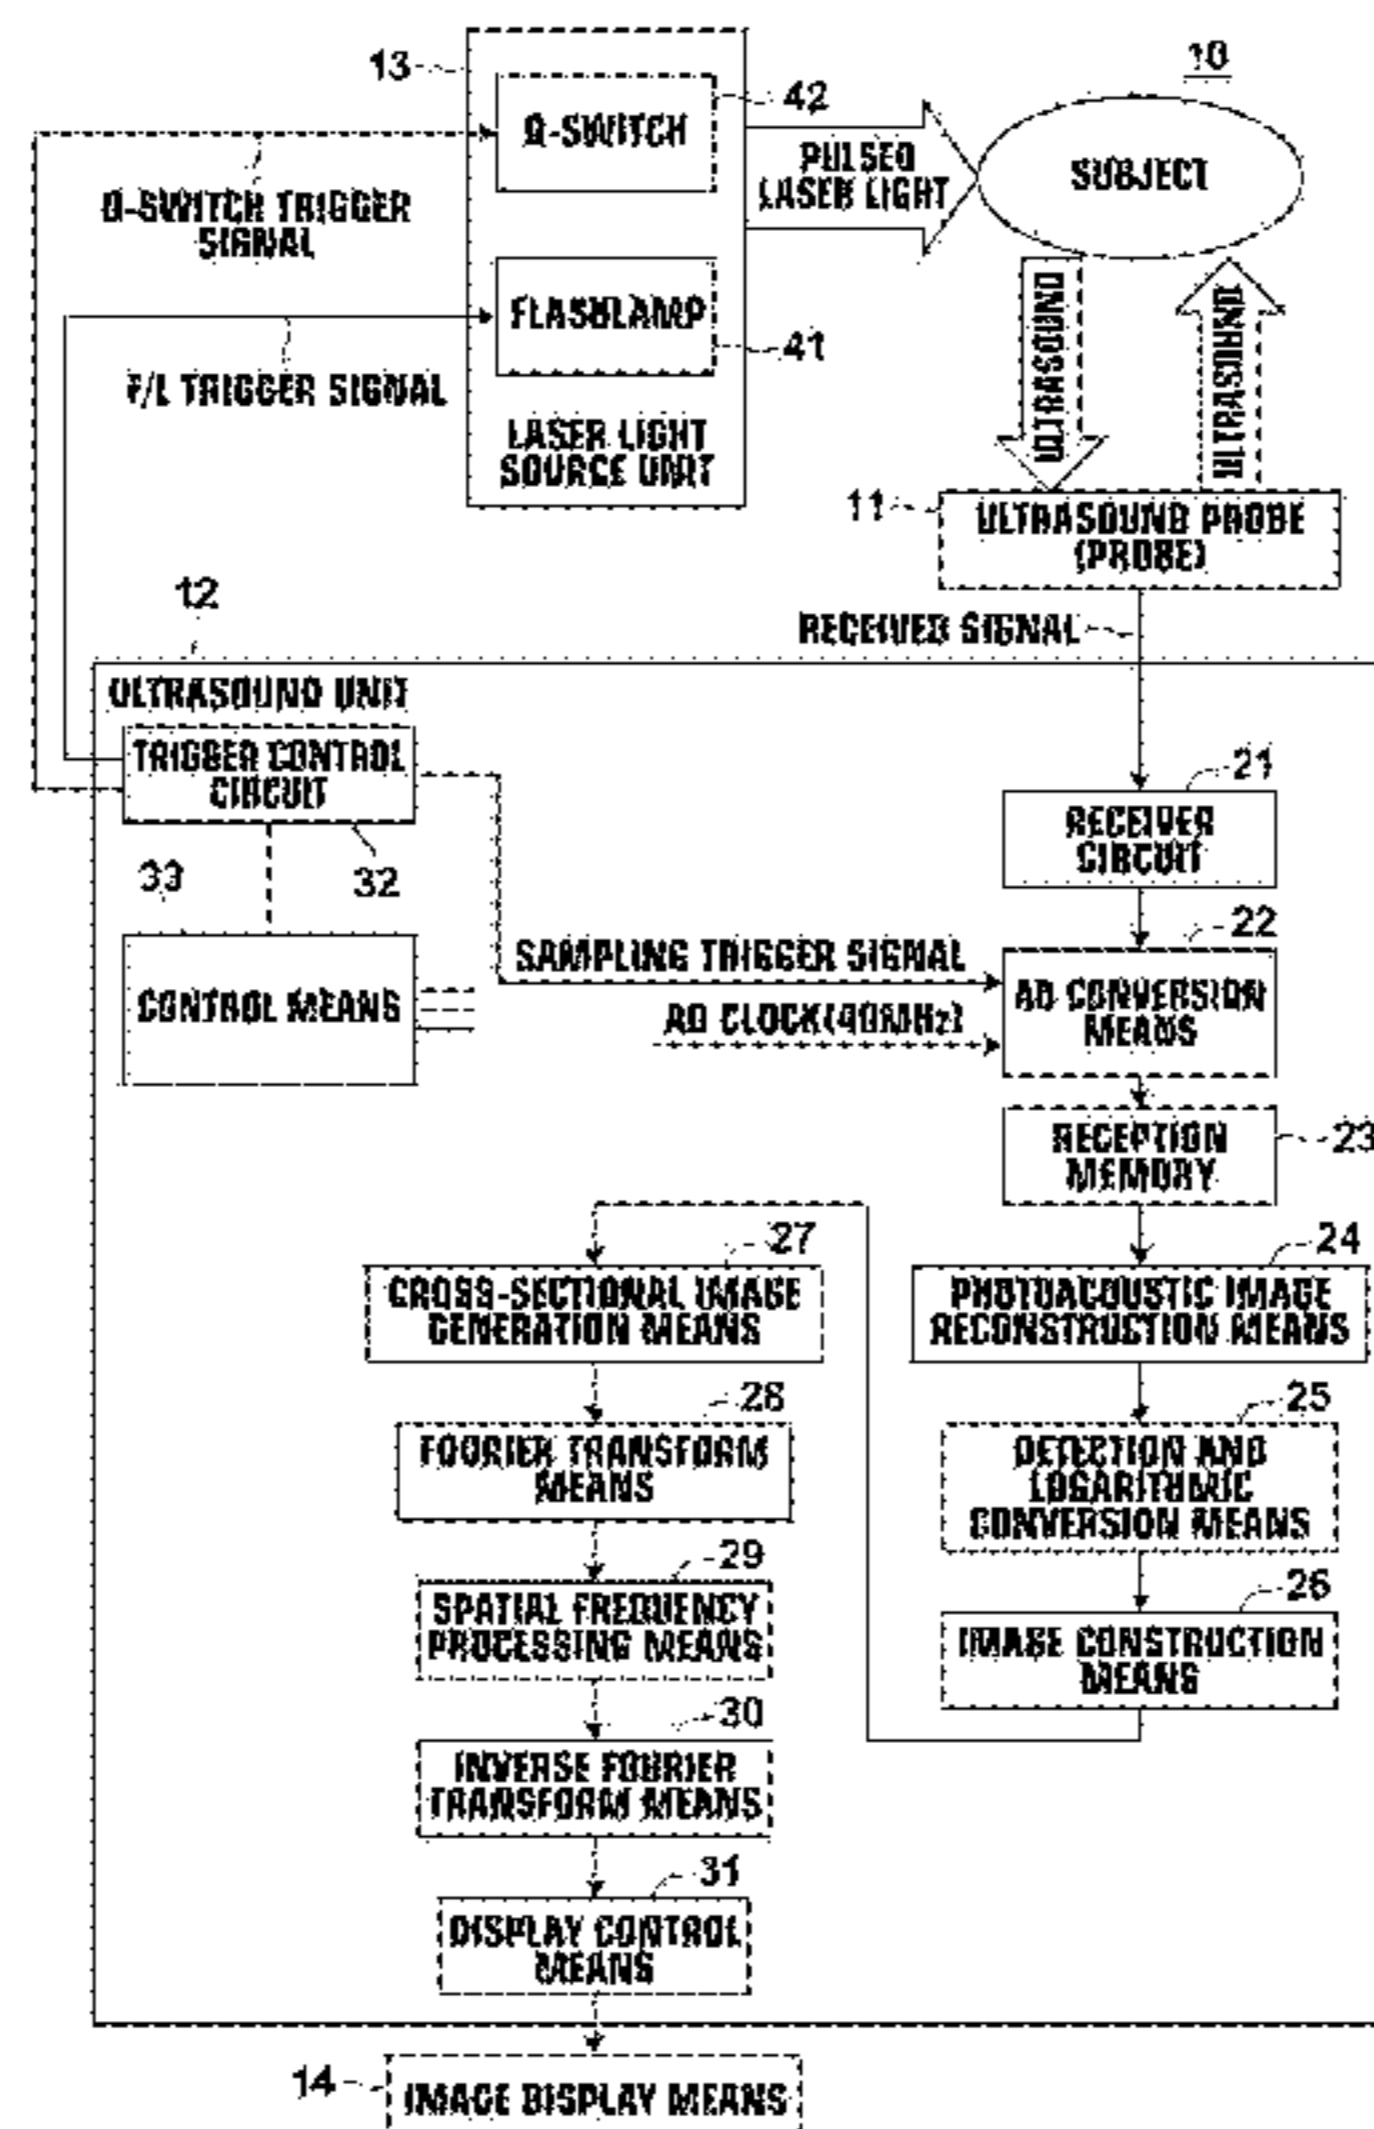 10
13
42
Q-SWITCH
PULSED
LASER LIGHT
SUBJECT
Q-SWITCH TRIGGER
SIGNAL
FLASHLAMP
41
F/L TRIGGER SIGNAL
LASER LIGHT
SOURCE UNIT
ULTRASOUND
ULTRASOUND
11
ULTRASOUND PROBE
(PROBE)
12
RECEIVED SIGNAL
ULTRASOUND UNIT
TRIGGER CONTROL
CIRCUIT
32
33
CONTROL MEANS
21
RECEIVER
CIRCUIT
22
SAMPLING TRIGGER SIGNAL
AD CLOCK(40MHz)
AD CONVERSION
MEANS
RECEPTION
MEMORY
23
27
CROSS-SECTIONAL IMAGE
GENERATION MEANS
24
PHOTOACOUSTIC IMAGE
RECONSTRUCTION MEANS
28
FOURIER TRANSFORM
MEANS
25
DETECTION AND
LOGARITHMIC
CONVERSION MEANS
29
SPATIAL FREQUENCY
PROCESSING MEANS
26
IMAGE CONSTRUCTION
MEANS
30
INVERSE FOURIER
TRANSFORM MEANS
31
DISPLAY CONTROL
MEANS
14
IMAGE DISPLAY MEANS